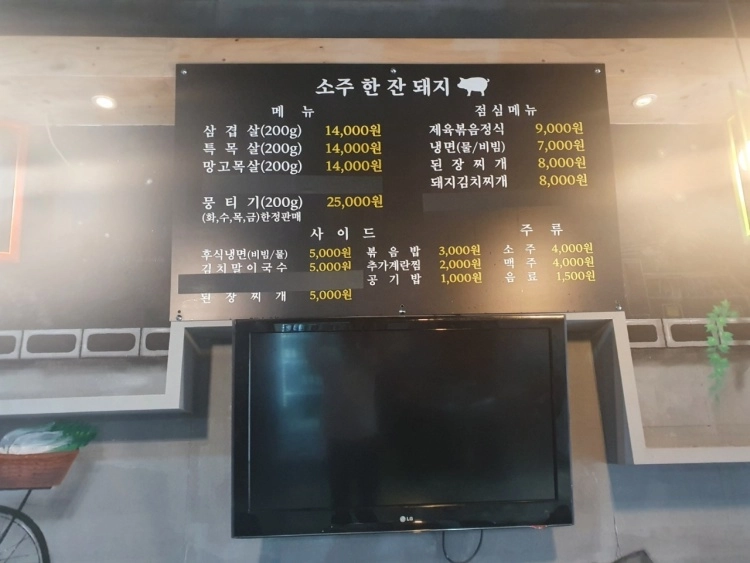 소주 한 잔 돼지
메 뉴
삼 겹 살(200g) 14,000원
특 목 살(200g) 14,000원
망고목살(200g) 14,000원
뭉 티 기(200g) 25,000원
(화,수,목,금)한정판매
점심메뉴
제육볶음정식 9,000원
냉면(물/비빔) 7,000원
된 장 찌 개 8,000원
돼지김치찌개 8,000원
사 이 드
후식냉면(비빔/물) 5,000원
김치말이국수 5,000원
된 장 찌 개 5,000원
볶 음 밥 3,000원
추가계란찜 2,000원
공 기 밥 1,000원
주 류
소 주 4,000원
맥 주 4,000원
음 료 1,500원
LG